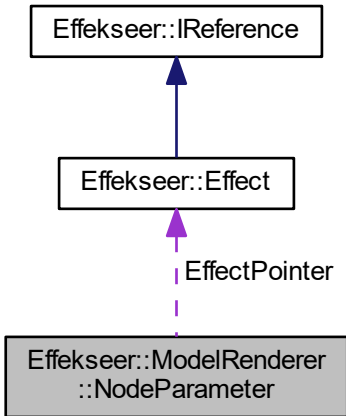 Effekseer::IReference
Effekseer::Effect
EffectPointer
Effekseer::ModelRenderer
::NodeParameter